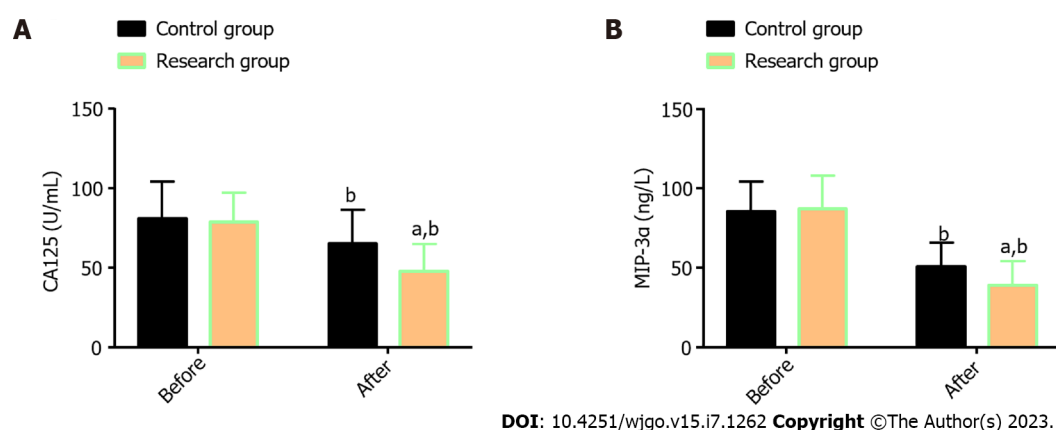 A
Control group
Research group
150
100
50
0
CA125 (U/mL)
b
a,b
Before
After
B
Control group
Research group
150
100
50
0
MIP-3α (ng/L)
b
a,b
Before
After
DOI: 10.4251/wjgo.v15.i7.1262 Copyright ©The Author(s) 2023.